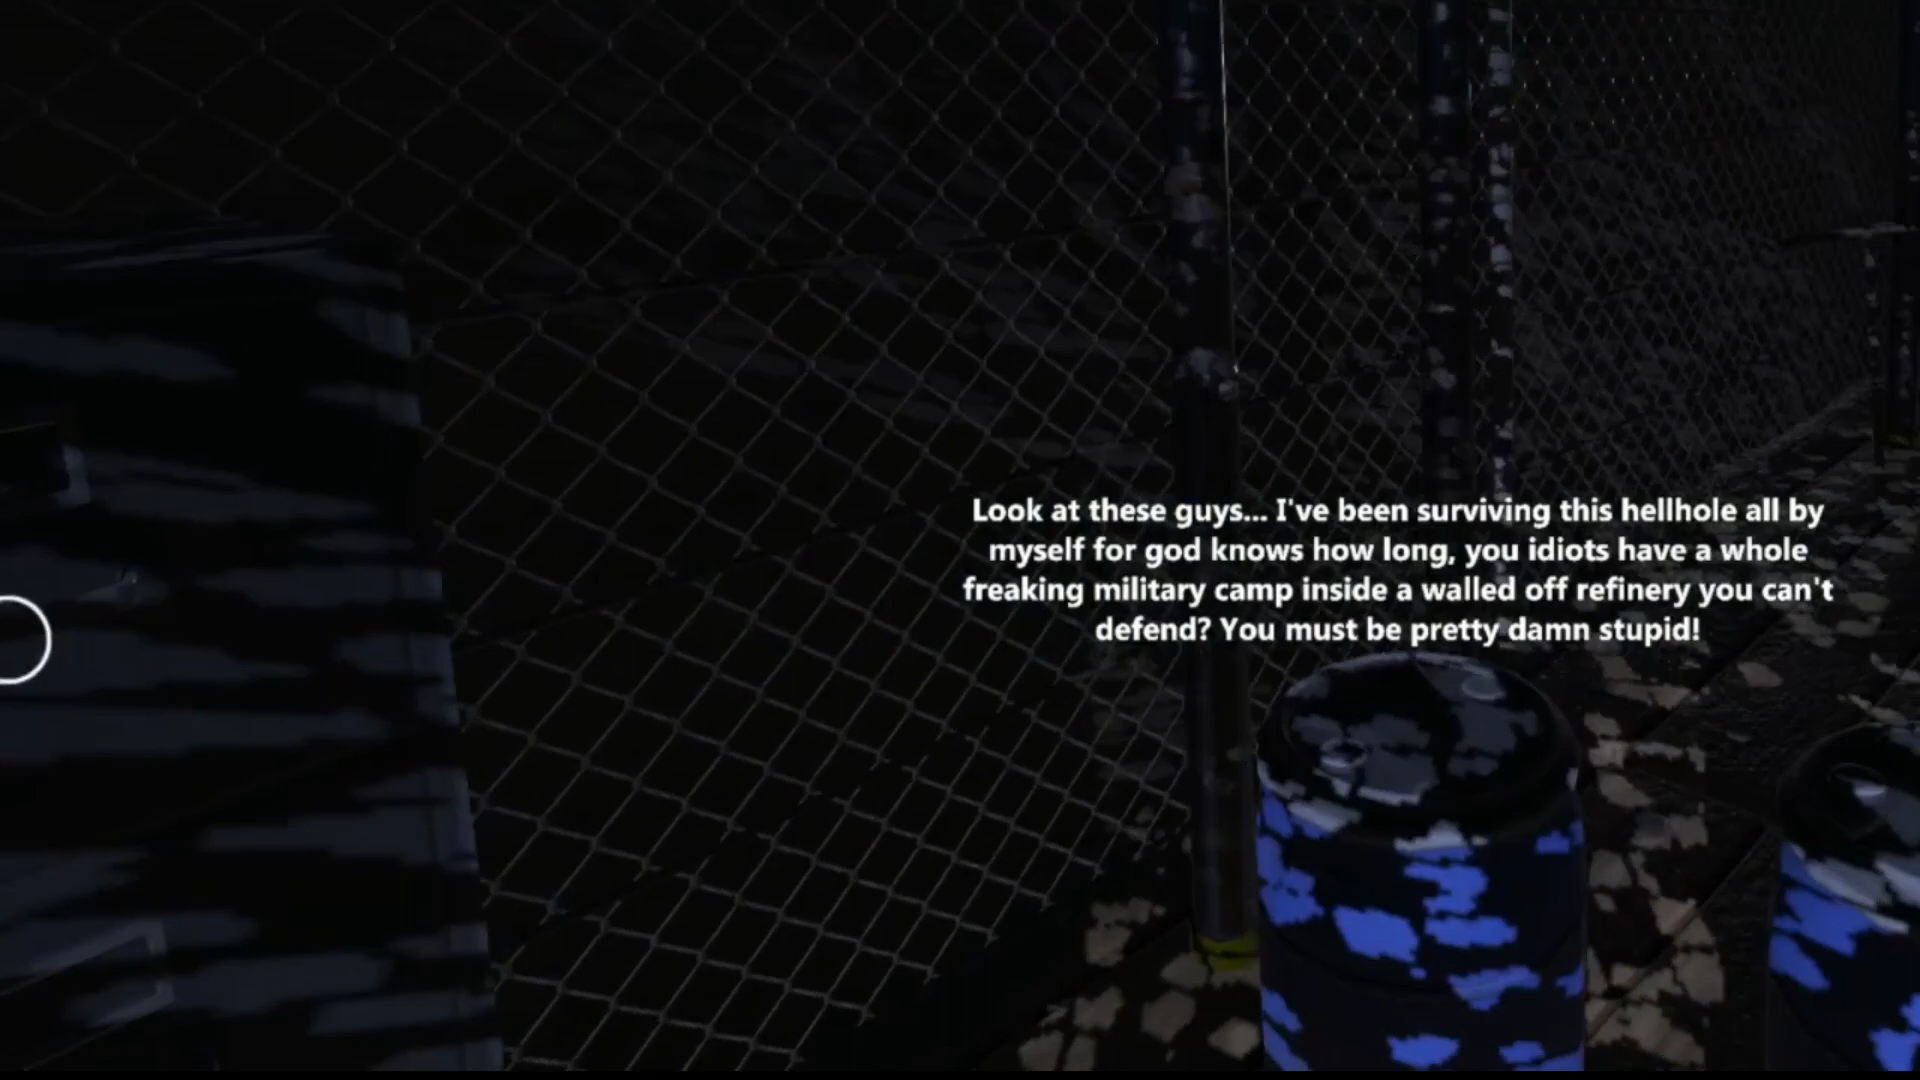 Look at these guys... I've been surviving this hellhole all by
myself for god knows how long, you idiots have a whole
freaking military camp inside a walled off refinery you can't
defend? You must be pretty damn stupid!